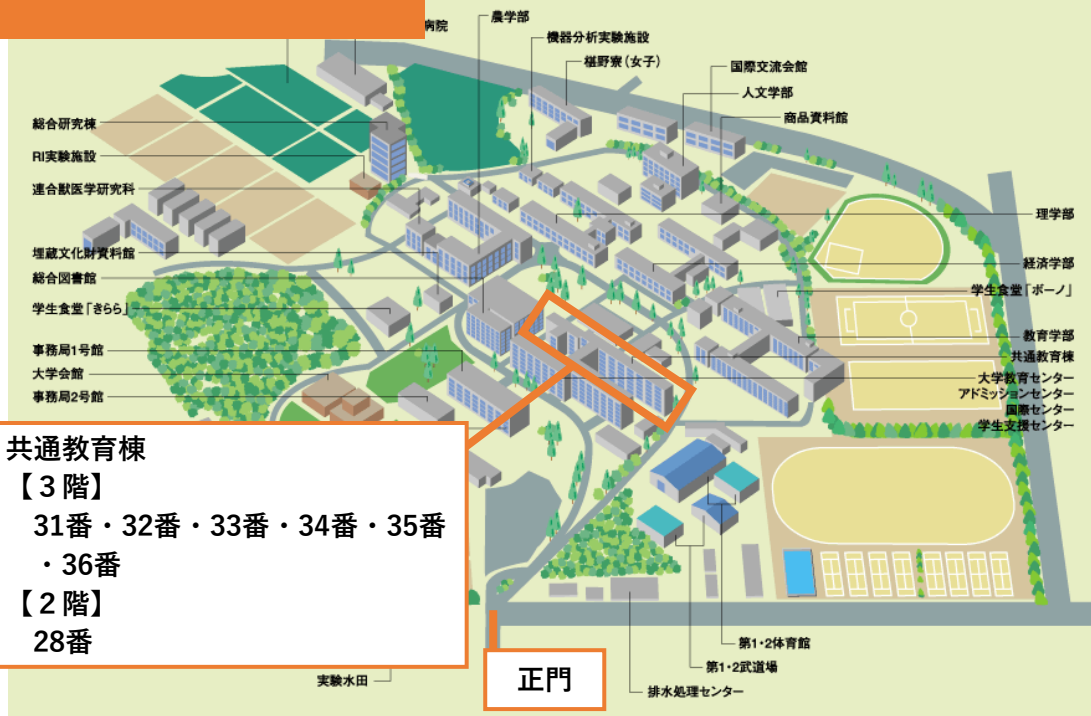 病院
農学部
機器分析実験施設
椹野寮(女子)
国際交流会館
人文学部
商品資料館
総合研究棟
RI実験施設
連合獣医学研究科
理学部
埋蔵文化財資料館
経済学部
総合図書館
学生食堂「ボーノ」
学生食堂「きらら」
教育学部
事務局1号館
共通教育棟
大学会館
大学教育センター
アドミッションセンター
事務局2号館
国際センター
学生支援センター
共通教育棟
【3階】
31番・32番・33番・34番・35番
・36番
【2階】
28番
正門
第1・2体育館
第1・2武道場
実験水田
排水処理センター